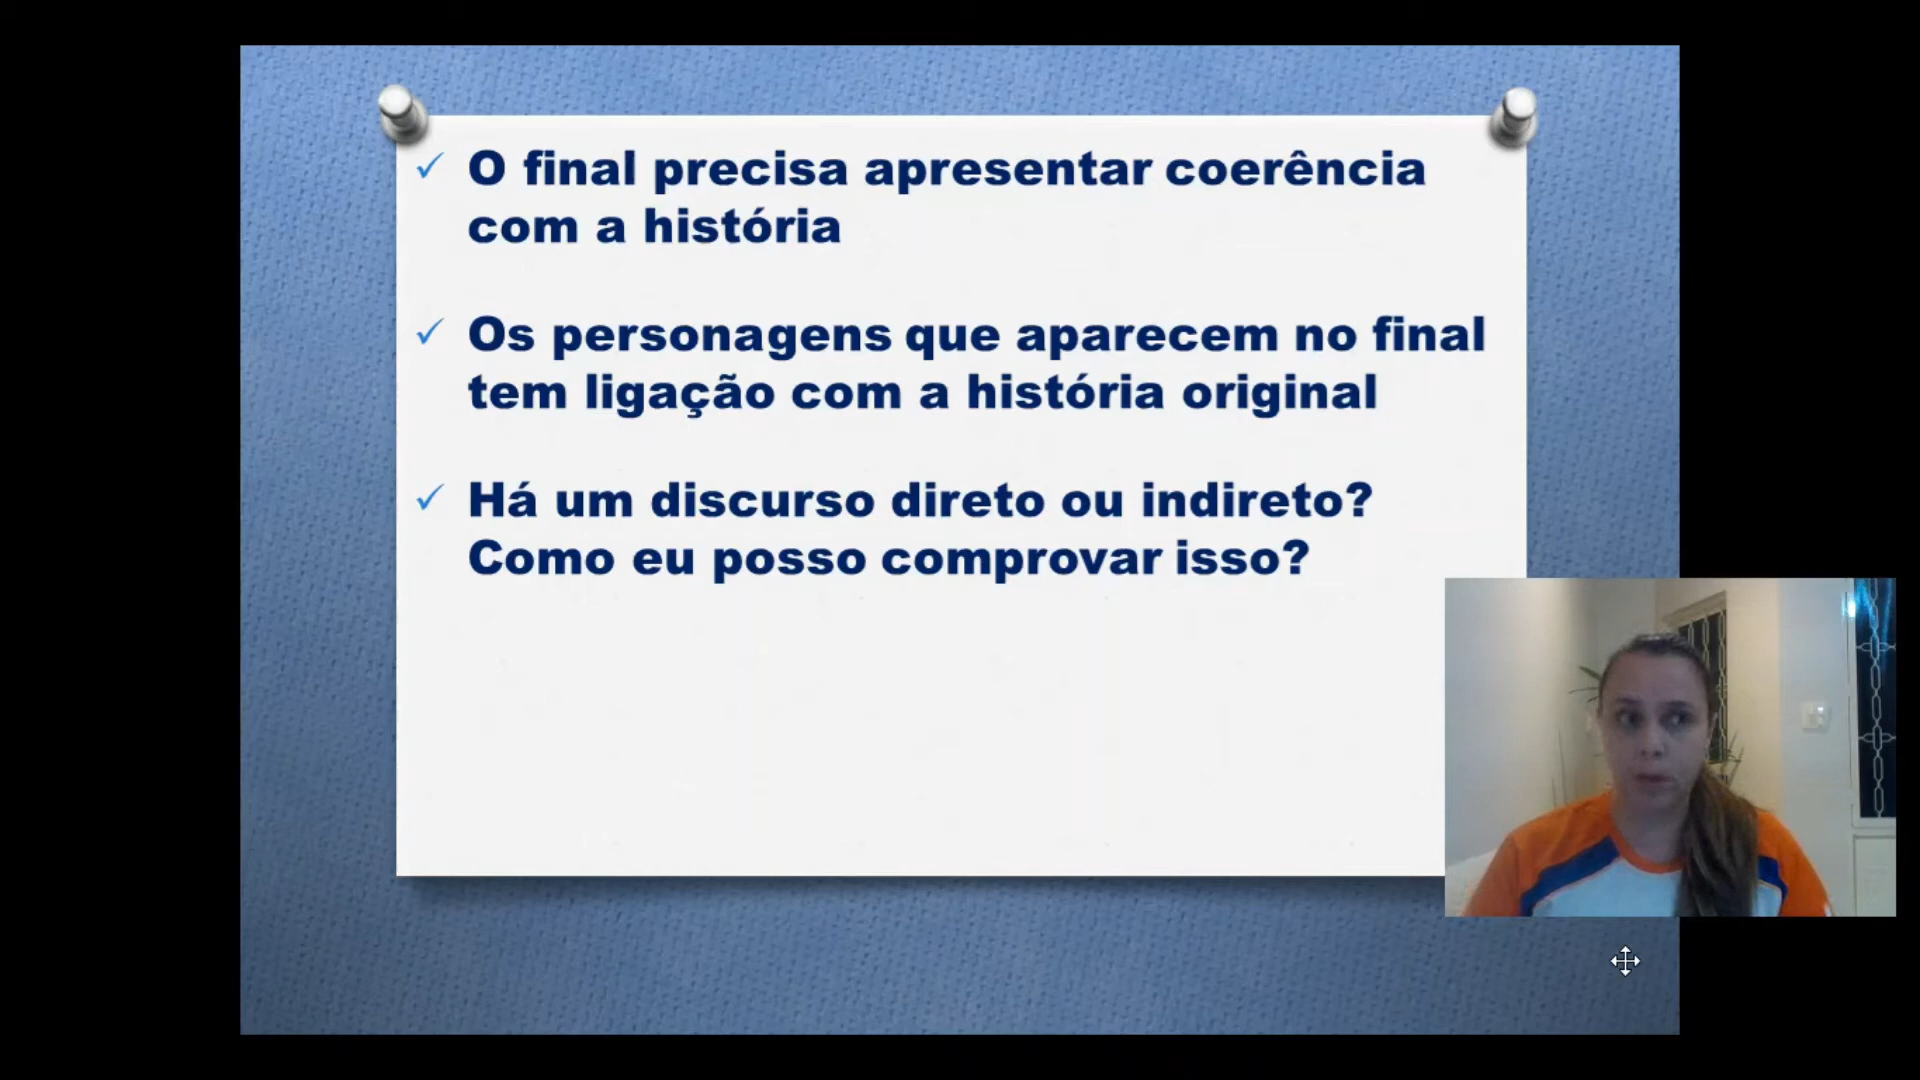 O final precisa apresentar coerência
com a história
Os personagens que aparecem no final
tem ligação com a história original
Há um discurso direto ou indireto?
Como eu posso comprovar isso?